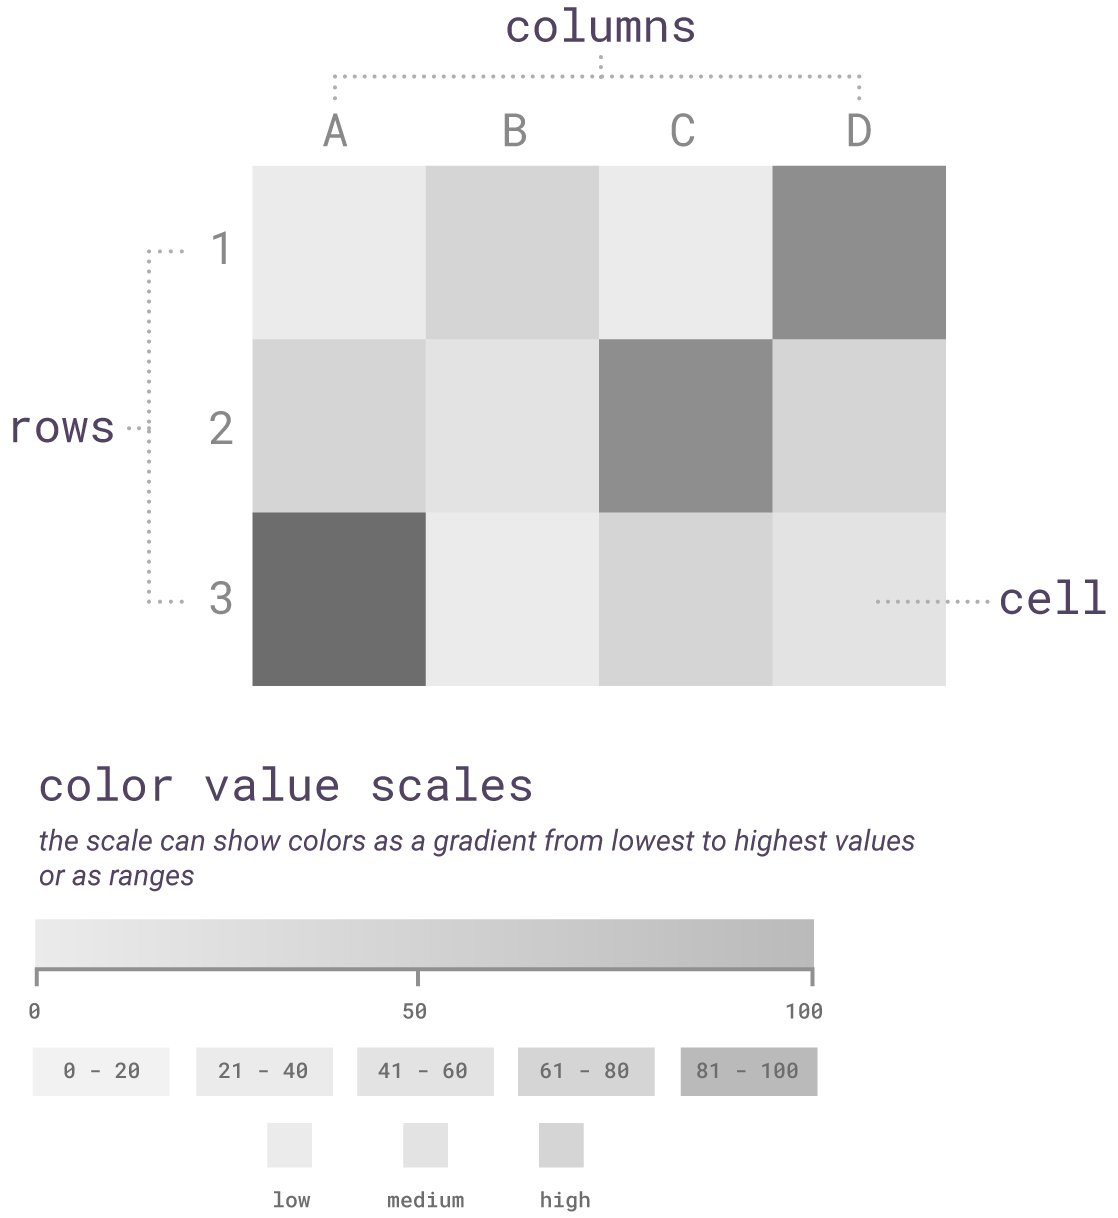 columns
A B C D
1
2
rows
3
cell
color value scales
the scale can show colors as a gradient from lowest to highest values
or as ranges
0 50 100
0 - 20 21 - 40 41 - 60 61 - 80 81 - 100
low medium high